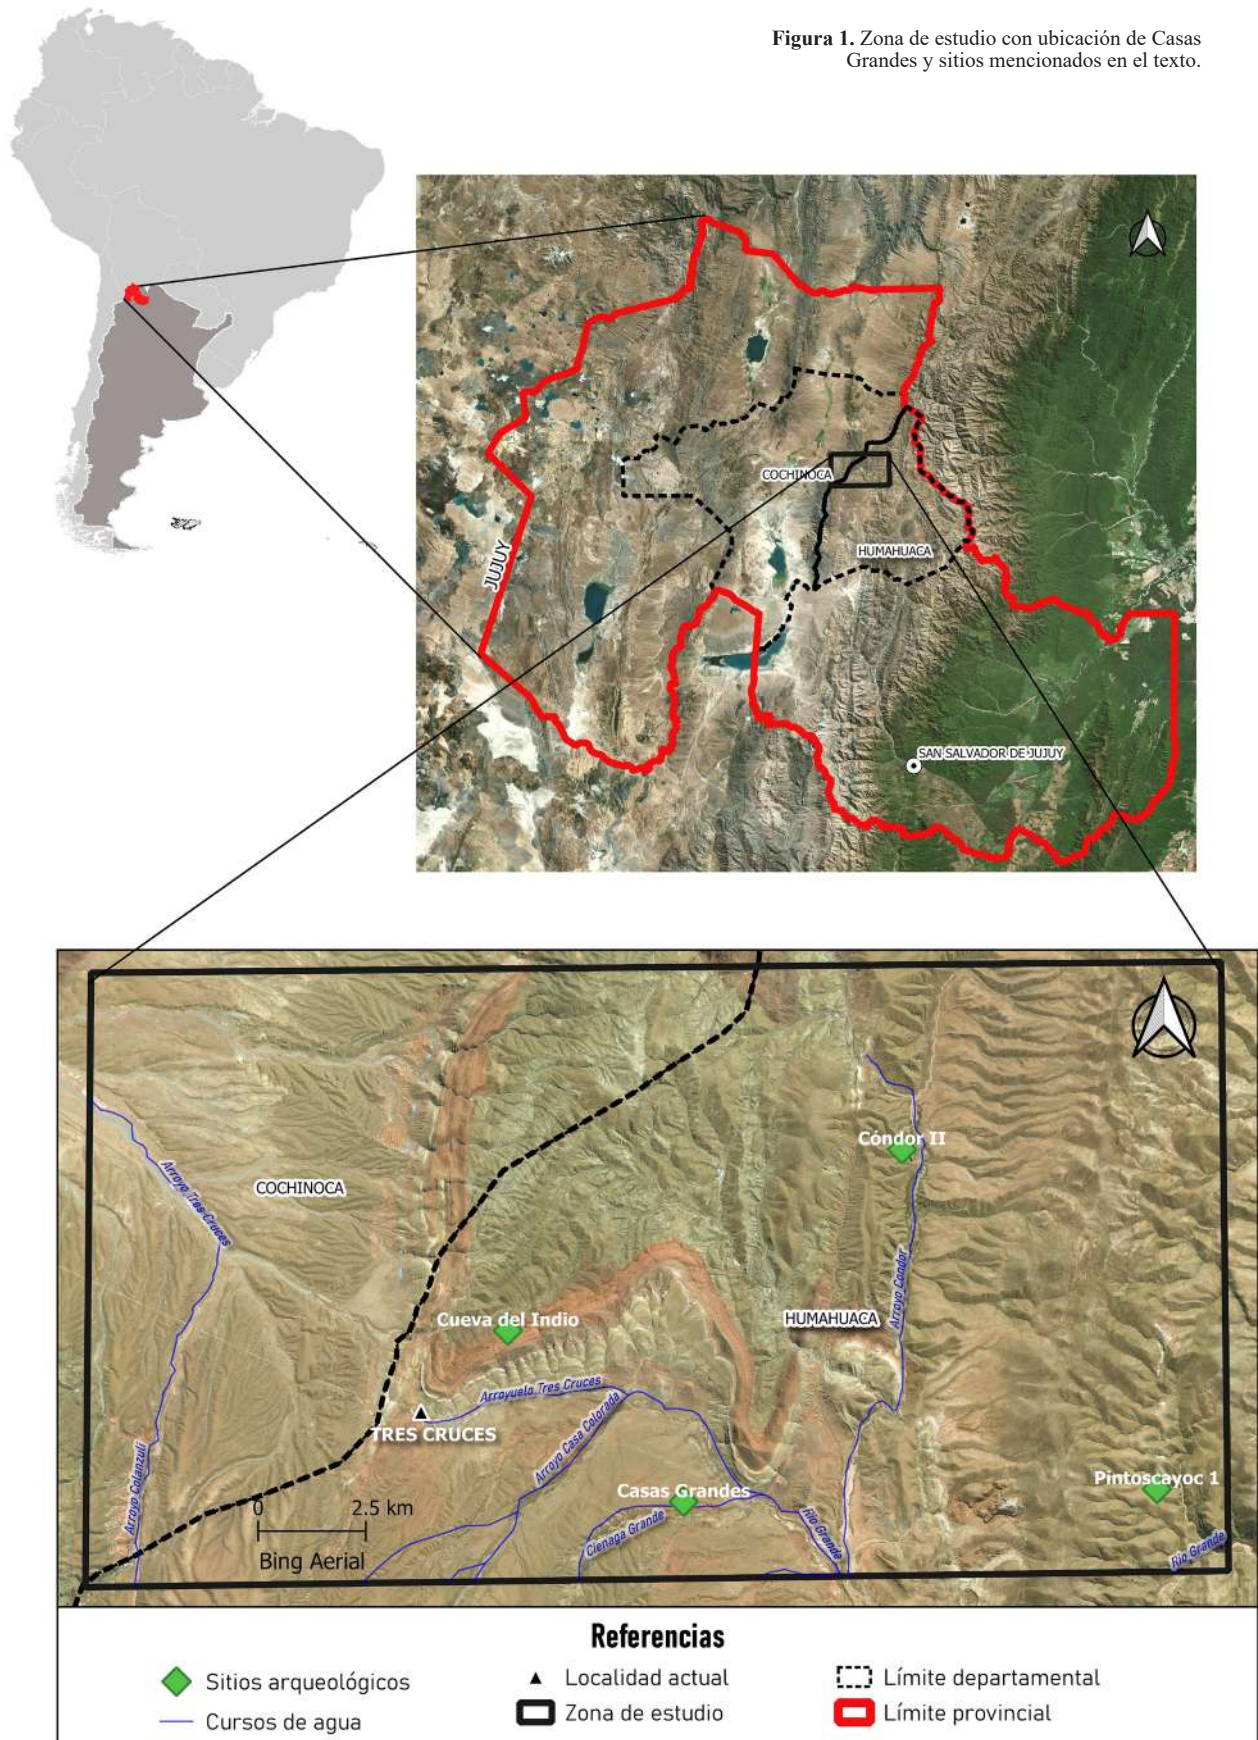 Figura 1. Zona de estudio con ubicación de Casas
Grandes y sitios mencionados en el texto.
COCHINOCA
HUMAHUACA
JUJUY
SAN SALVADOR DE JUJUY
Cóndor II
Arroyo Tres Cruces
COCHINOCA
Arroyo Condor
Cueva del Indio
HUMAHUACA
Arroyuelo Tres Cruces
TRES CRUCES
Arroyo Casa Colorada
Arroyo Colanzulí
Casas Grandes
Pintoscayoc 1
0 2.5 km
Cienaga Grande
Río Grande
Río Grande
Bing Aerial
Referencias
Sitios arqueológicos
Localidad actual
Límite departamental
Cursos de agua
Zona de estudio
Límite provincial